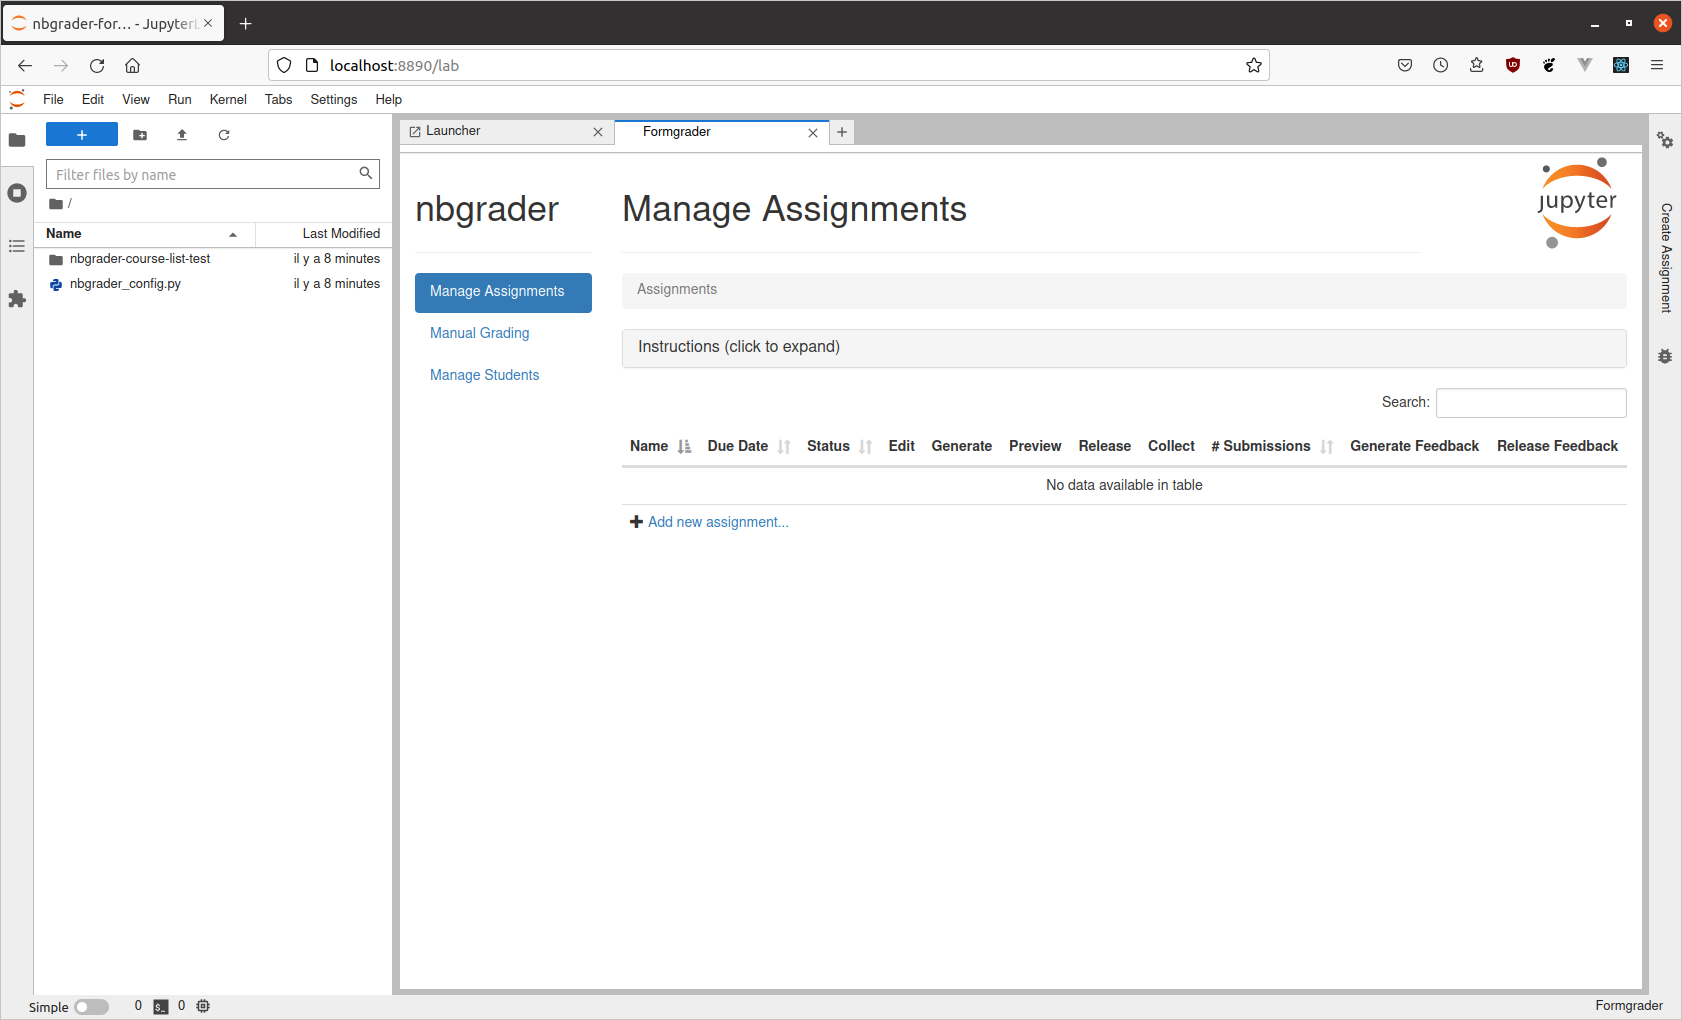 nbgrader-for… - JupyterL
localhost:8890/lab
File Edit View Run Kernel Tabs Settings Help
Launcher
Formgrader
Filter files by name
/
Name Last Modified
nbgrader-course-list-test il y a 8 minutes
nbgrader_config.py il y a 8 minutes
nbgrader
Manage Assignments
Manual Grading
Manage Students
Manage Assignments
jupyter
Assignments
Instructions (click to expand)
Search:
Name Due Date Status Edit Generate Preview Release Collect # Submissions Generate Feedback Release Feedback
No data available in table
Add new assignment...
Create Assignment
Simple 0 $_ 0
Formgrader